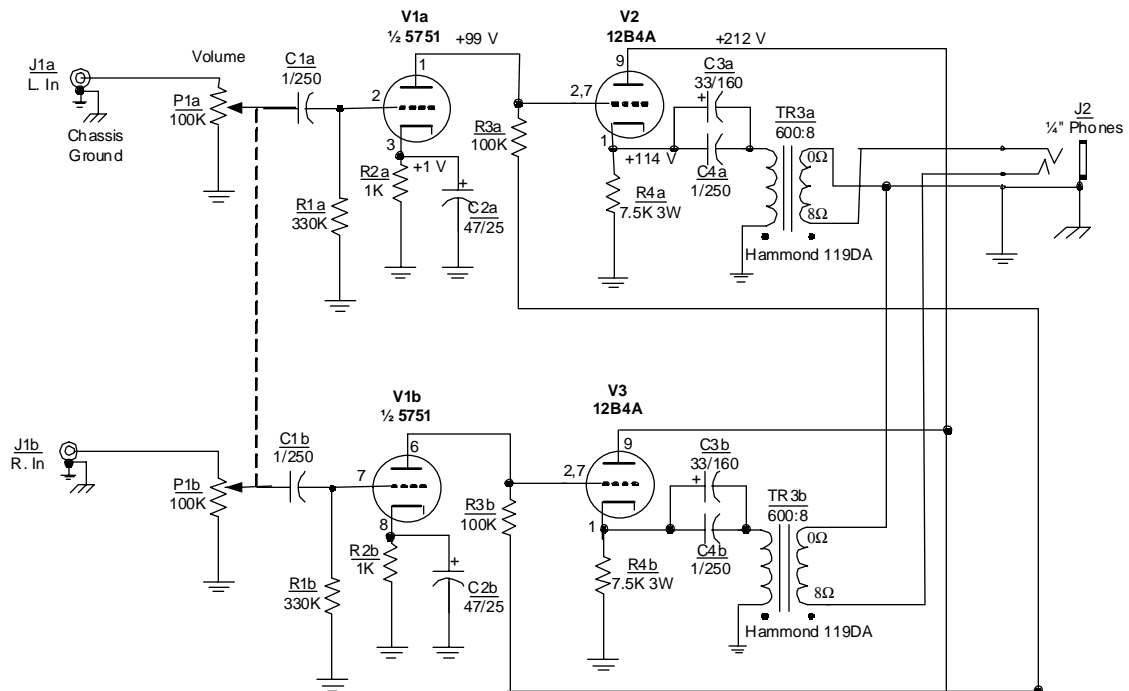 V1a
½ 5751
V2
12B4A
+99 V
+212 V
J1a
L. In
Volume
C1a
1/250
1
9
C3a
33/160
+
P1a
100K
2
2,7
TR3a
600:8
J2
¼" Phones
Chassis
Ground
R3a
100K
3
+1 V
1
+114 V
0Ω
R2a
1K
+
C4a
1/250
R1a
330K
C2a
47/25
R4a
7.5K 3W
8Ω
Hammond 119DA
V1b
½ 5751
V3
12B4A
J1b
R. In
C1b
1/250
6
9
C3b
33/160
+
P1b
100K
7
2,7
TR3b
600:8
R3b
100K
8
1
0Ω
R2b
1K
+
C4b
1/250
R1b
330K
C2b
47/25
R4b
7.5K 3W
8Ω
Hammond 119DA